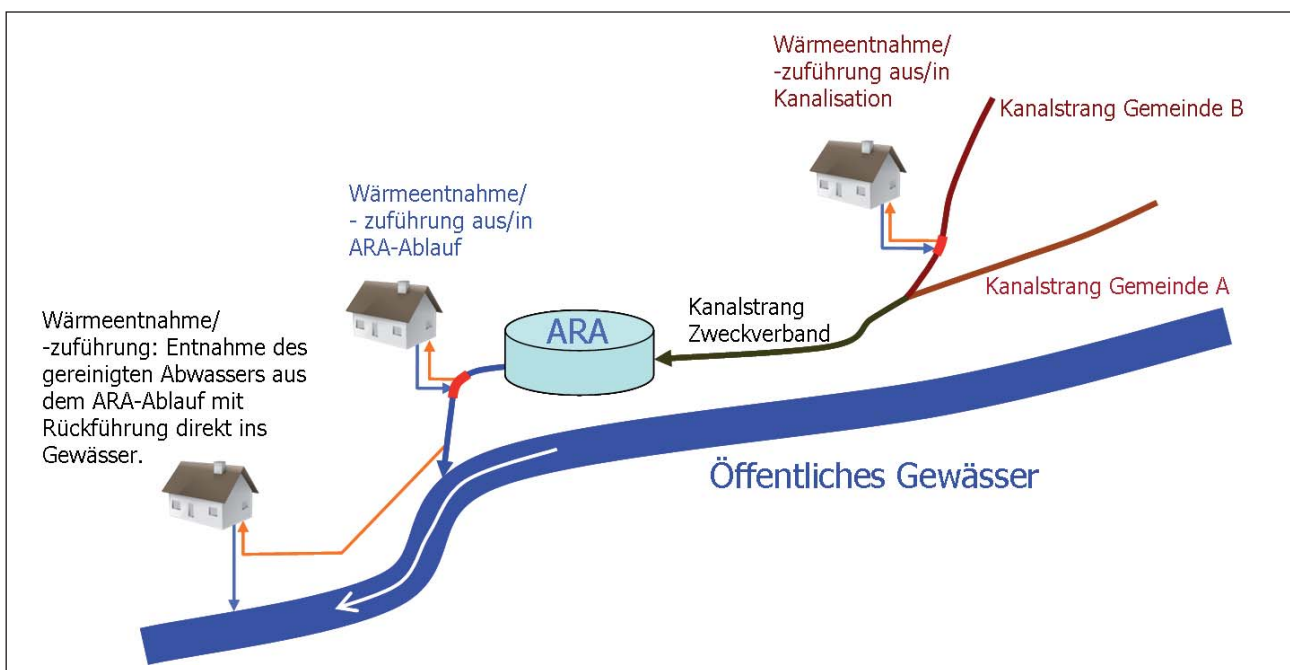 Wärmeentnahme/
-zuführung aus/in
Kanalisation
Kanalstrang Gemeinde B
Wärmeentnahme/
- zuführung aus/in
ARA-Ablauf
Kanalstrang Gemeinde A
Kanalstrang
Zweckverband
ARA
Wärmeentnahme/
-zuführung: Entnahme des
gereinigten Abwassers aus
dem ARA-Ablauf mit
Rückführung direkt ins
Gewässer.
Öffentliches Gewässer